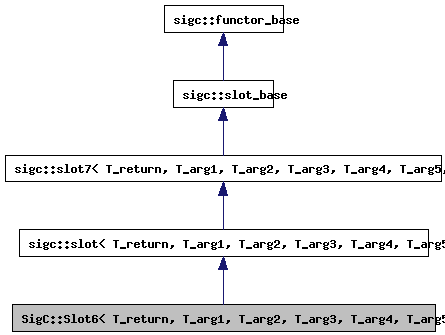 sigc::functor_base
sigc::slot_base
sigc::slot7< T_return, T_arg1, T_arg2, T_arg3, T_arg4, T_arg5,
sigc::slot< T_return, T_arg1, T_arg2, T_arg3, T_arg4, T_arg5
SigC::Slot6< T_return, T_arg1, T_arg2, T_arg3, T_arg4, T_arg5